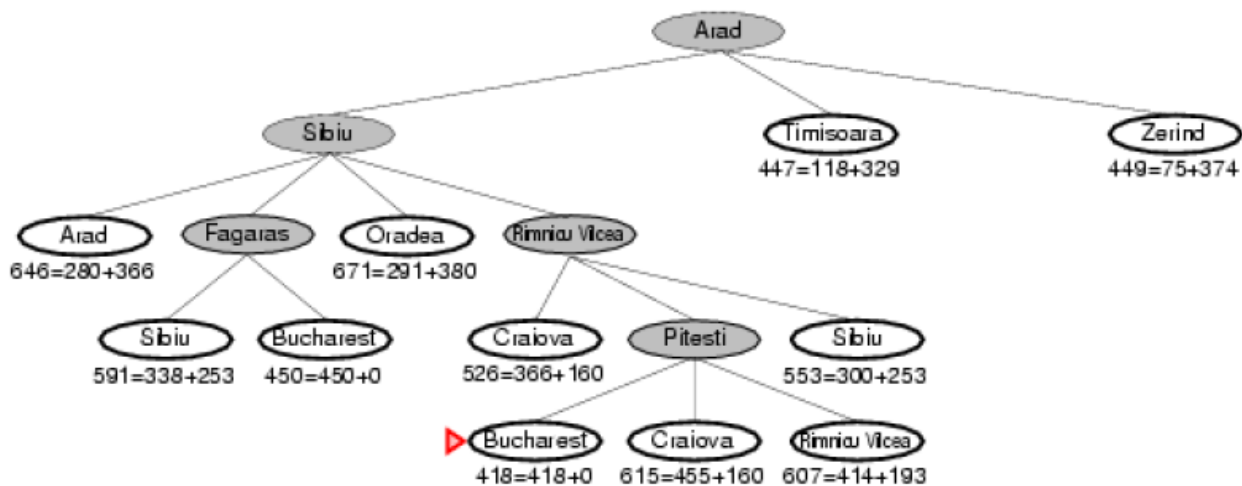 Arad
Sibiu
Timisoara
Zerind
447=118+329
449=75+374
Arad
Fagaras
Oradea
Rimnicu Vilcea
646=280+366
671=291+380
Sibiu
Bucharest
Craiova
Pitesti
Sibiu
591=338+253
450=450+0
526=366+160
553=300+253
Bucharest
Craiova
Rimnicu Vilcea
418=418+0
615=455+160
607=414+193